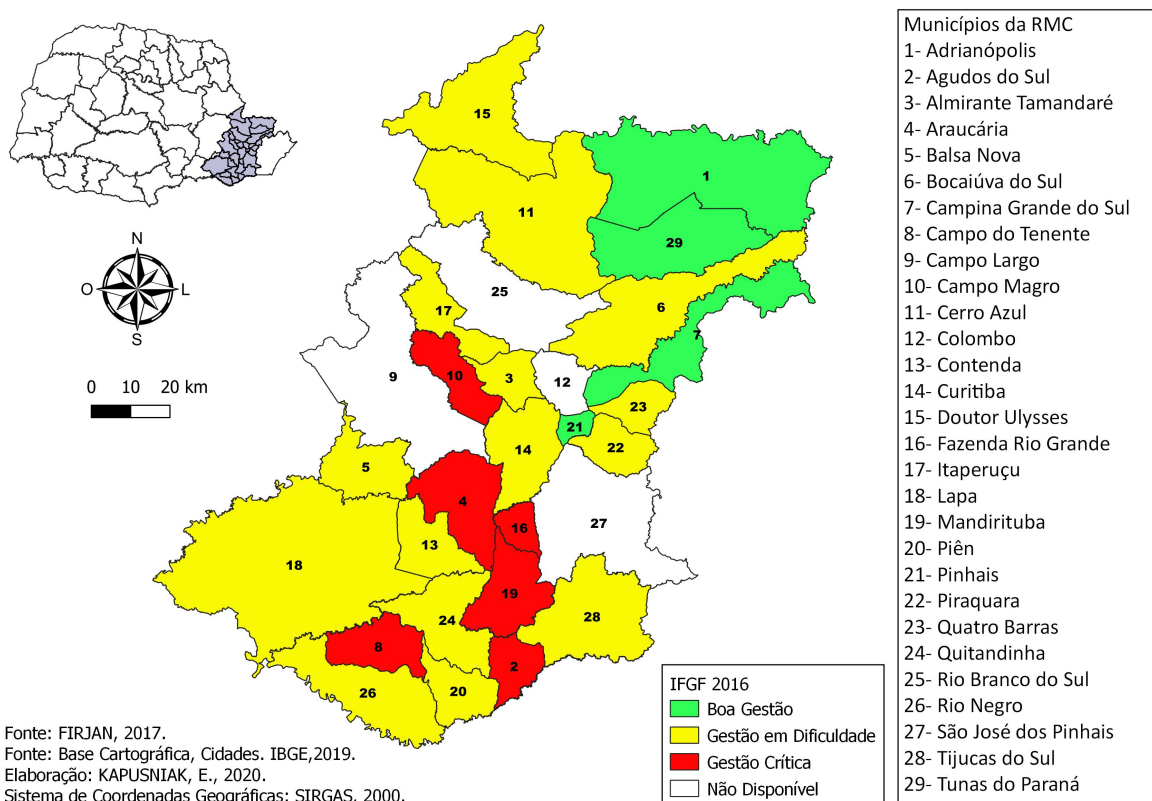 Municípios da RMC
1- Adrianópolis
2- Agudos do Sul
3- Almirante Tamandaré
4- Araucária
5- Balsa Nova
6- Bocaiúva do Sul
7- Campina Grande do Sul
8- Campo do Tenente
9- Campo Largo
10- Campo Magro
11- Cerro Azul
12- Colombo
13- Contenda
14- Curitiba
15- Doutor Ulysses
16- Fazenda Rio Grande
17- Itaperuçu
18- Lapa
19- Mandirituba
20- Piên
21- Pinhais
22- Piraquara
23- Quatro Barras
24- Quitandinha
25- Rio Branco do Sul
26- Rio Negro
27- São José dos Pinhais
28- Tijucas do Sul
29- Tunas do Paraná
15
1
11
29
25
6
17
7
10
9
3
12
23
21
14
22
5
4
16
27
13
18
19
28
24
8
2
26
20
N
O
L
S
0 10 20 km
IFGF 2016
Boa Gestão
Gestão em Dificuldade
Gestão Crítica
Não Disponível
Fonte: FIRJAN, 2017.
Fonte: Base Cartográfica, Cidades. IBGE,2019.
Elaboração: KAPUSNIAK, E., 2020.
Sistema de Coordenadas Geográficas: SIRGAS, 2000.